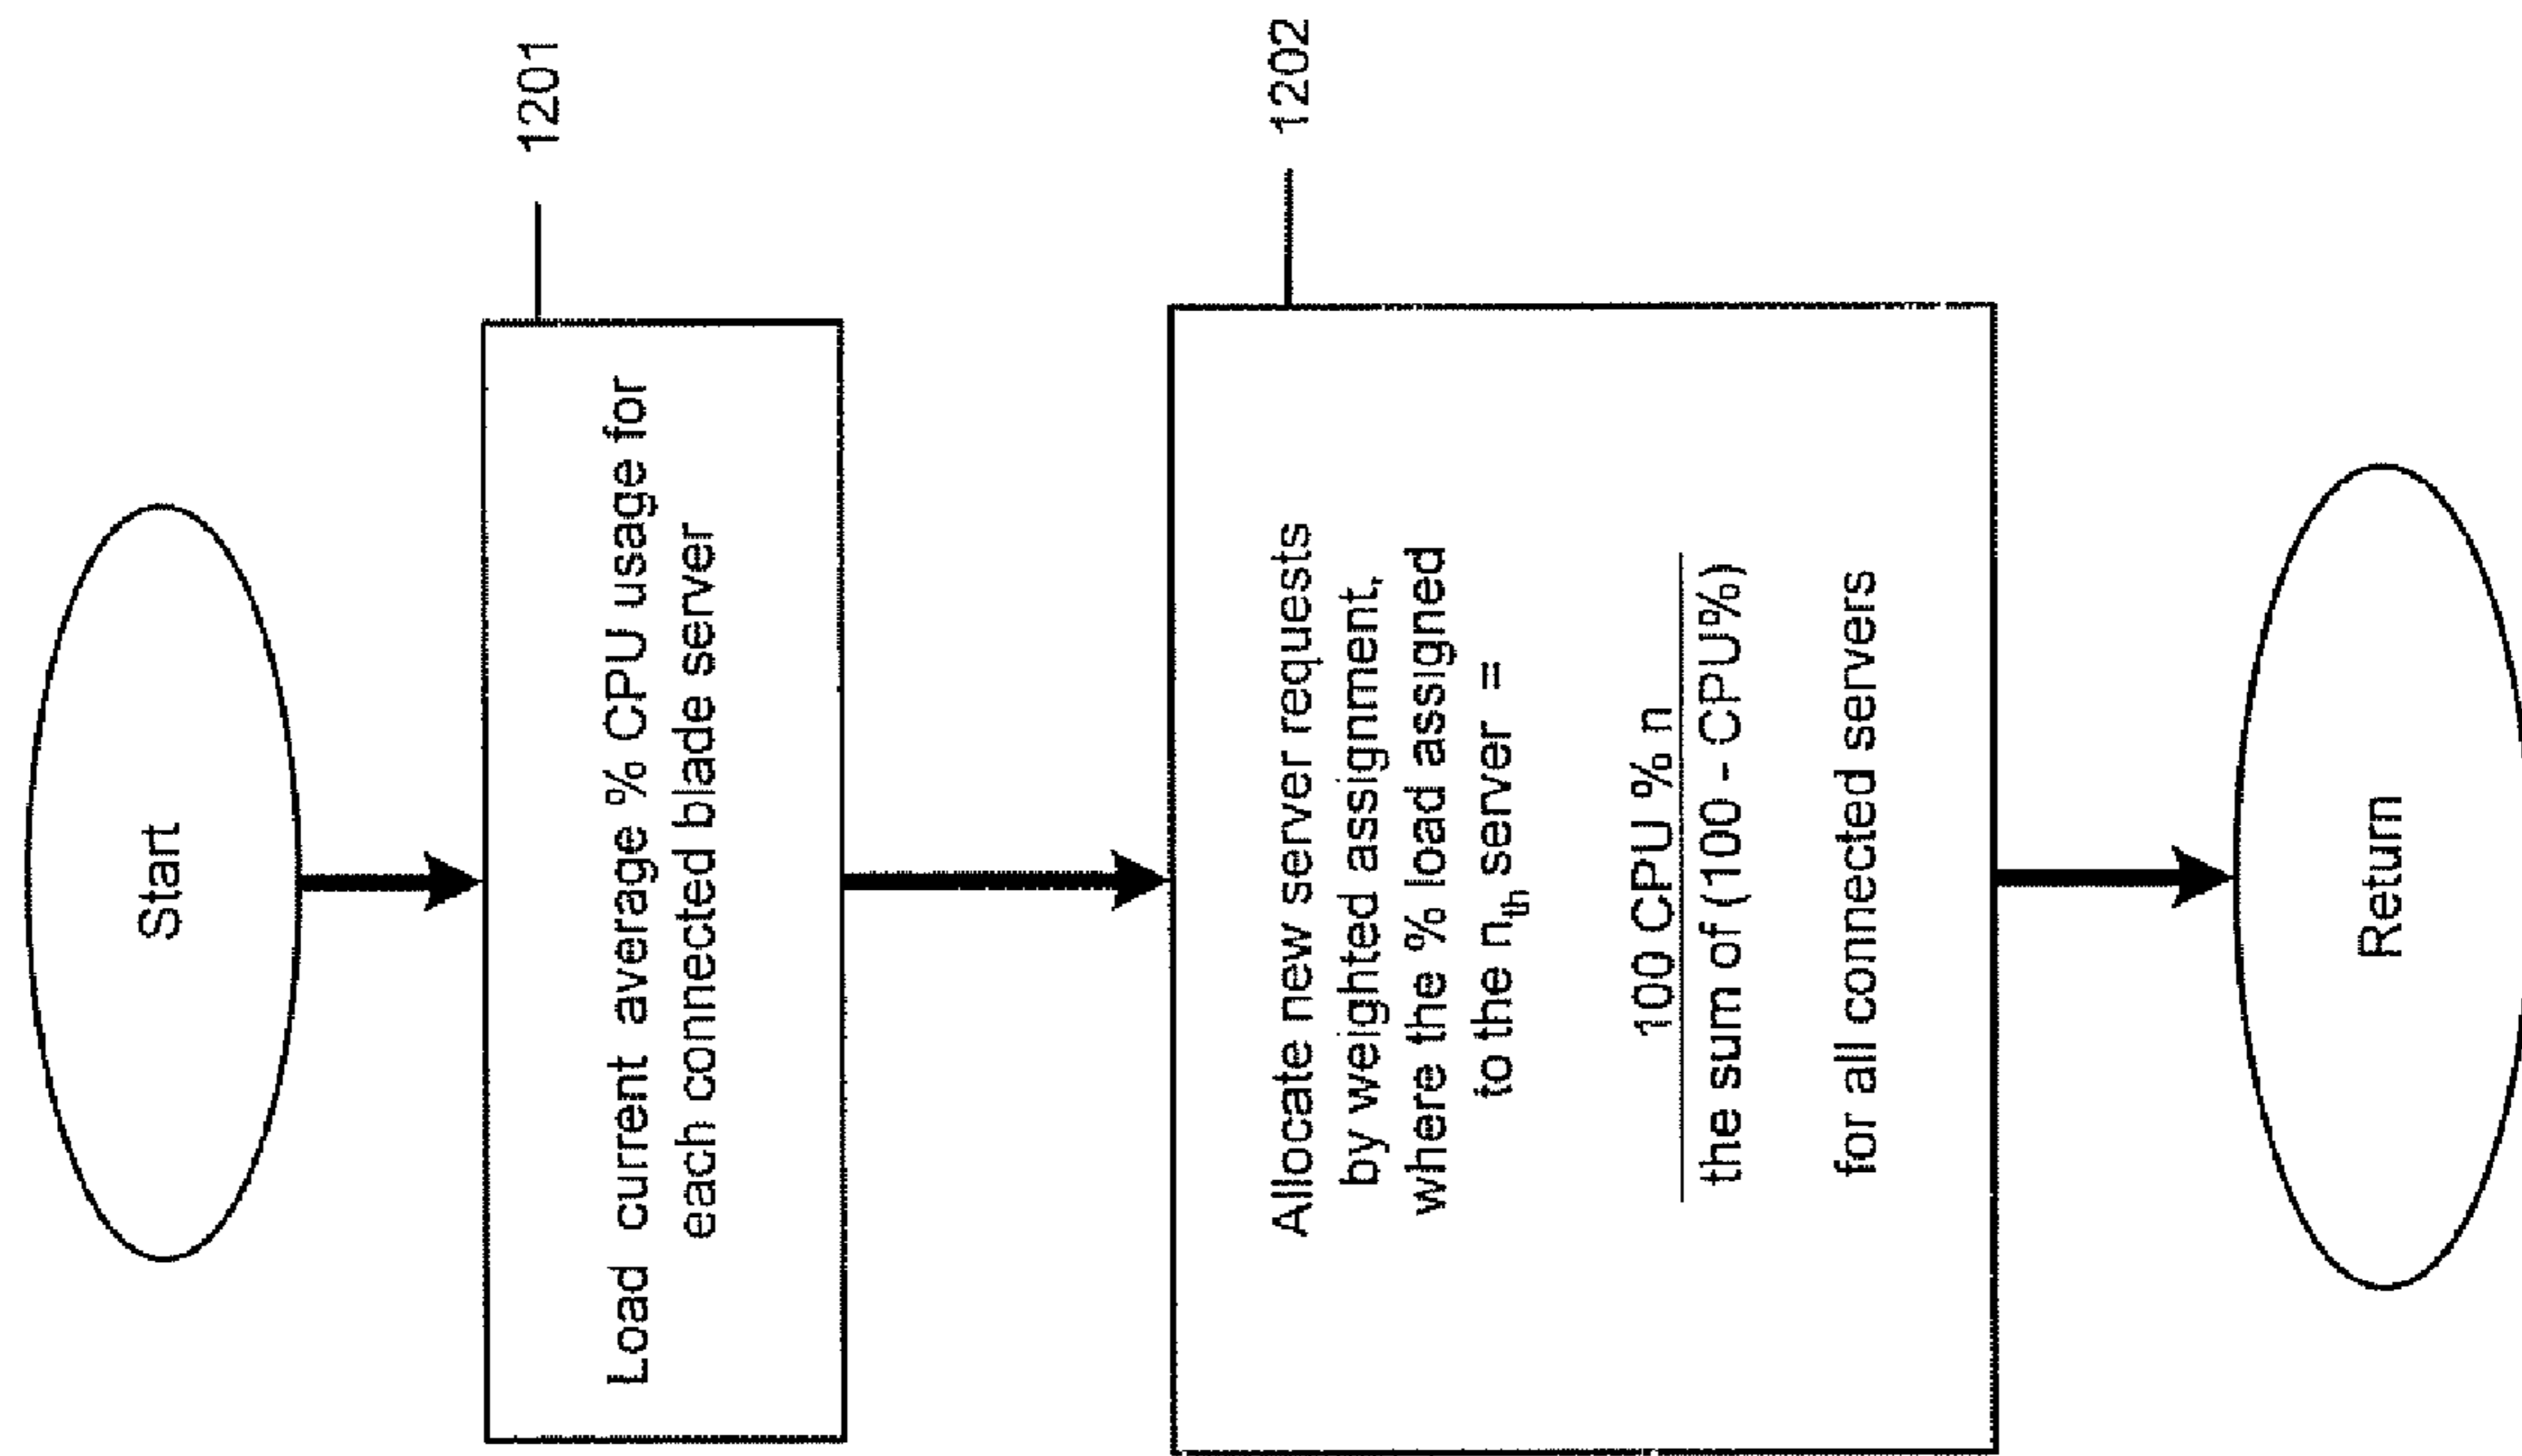 Start
1201
Load current average % CPU usage for
each connected blade server
1202
Allocate new server requests
by weighted assignment,
where the % load assigned
to the nth server =
100 CPU % n
the sum of (100 - CPU%)
for all connected servers
Return